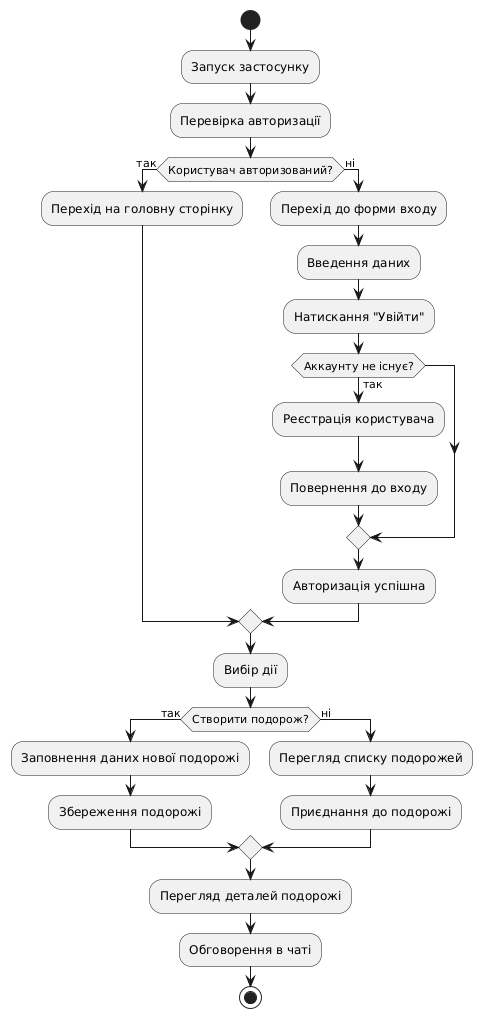 Запуск застосунку
Перевірка авторизації
так
Користувач авторизований?
ні
Перехід на головну сторінку
Перехід до форми входу
Введення даних
Натискання "Увійти"
Аккаунту не існує?
так
Реєстрація користувача
Повернення до входу
Авторизація успішна
Вибір дії
так
Створити подорож?
ні
Заповнення даних нової подорожі
Перегляд списку подорожей
Збереження подорожі
Приєднання до подорожі
Перегляд деталей подорожі
Обговорення в чаті